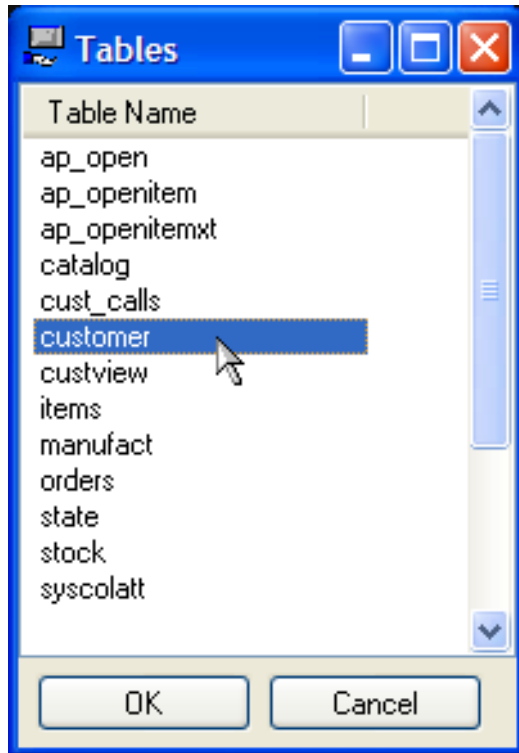 Tables
Table Name
ap_open
ap_openitem
ap_openitemxt
catalog
cust_calls
customer
custview
items
manufact
orders
state
stock
syscolatt
OK Cancel